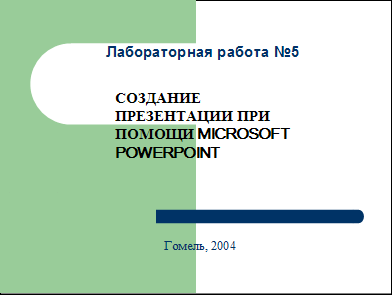 Лабораторная работа №5
СОЗДАНИЕ
ПРЕЗЕНТАЦИИ ПРИ
ПОМОЩИ MICROSOFT
POWERPOINT
Гомель, 2004